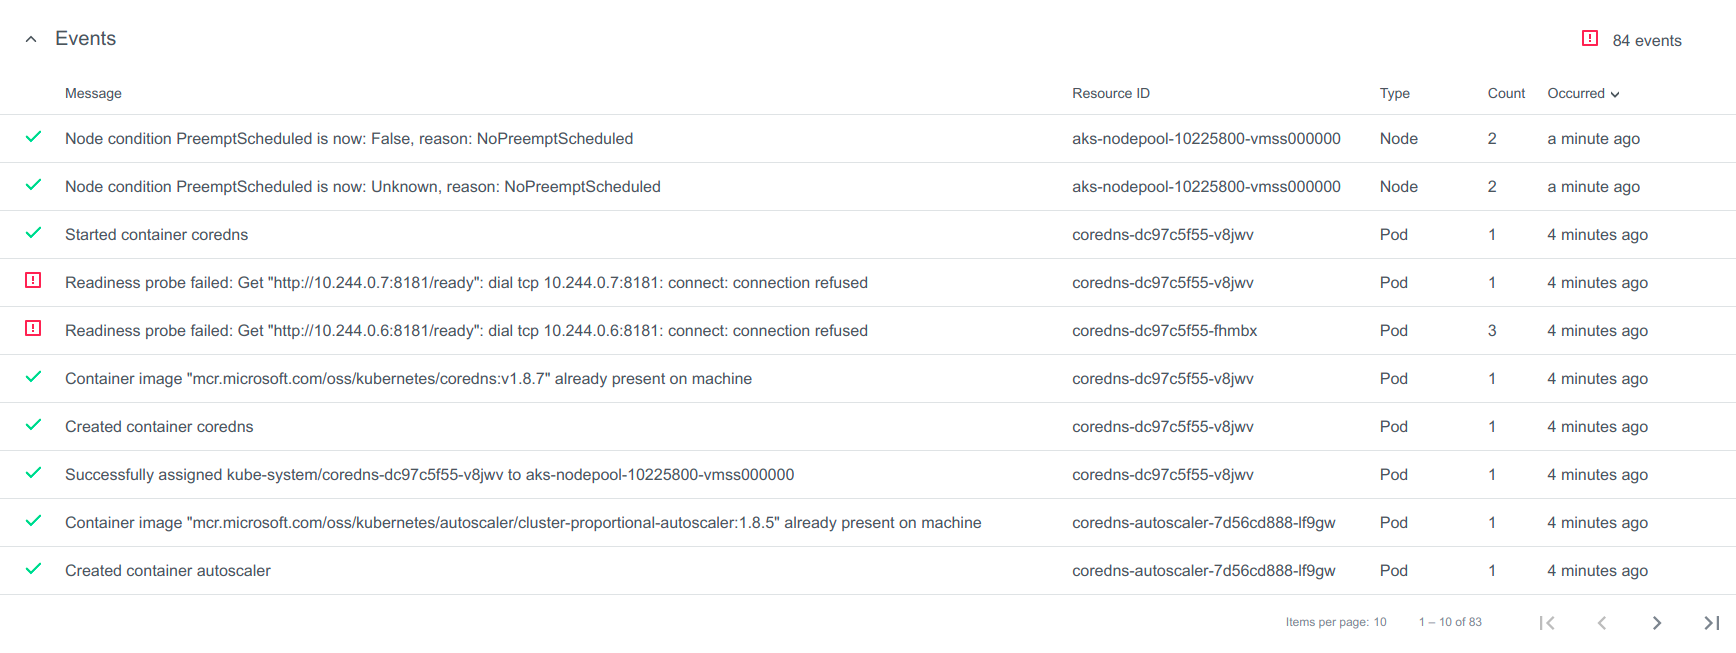 Events
84 events
Message Resource ID Type Count Occurred
Node condition PreemptScheduled is now: False, reason: NoPreemptScheduled aks-nodepool-10225800-vmss000000 Node 2 a minute ago
Node condition PreemptScheduled is now: Unknown, reason: NoPreemptScheduled aks-nodepool-10225800-vmss000000 Node 2 a minute ago
Started container coredns coredns-dc97c5f55-v8jwv Pod 1 4 minutes ago
Readiness probe failed: Get "http://10.244.0.7:8181/ready": dial tcp 10.244.0.7:8181: connect: connection refused coredns-dc97c5f55-v8jwv Pod 1 4 minutes ago
Readiness probe failed: Get "http://10.244.0.6:8181/ready": dial tcp 10.244.0.6:8181: connect: connection refused coredns-dc97c5f55-fhmbx Pod 3 4 minutes ago
Container image "mcr.microsoft.com/oss/kubernetes/coredns:v1.8.7" already present on machine coredns-dc97c5f55-v8jwv Pod 1 4 minutes ago
Created container coredns coredns-dc97c5f55-v8jwv Pod 1 4 minutes ago
Successfully assigned kube-system/coredns-dc97c5f55-v8jwv to aks-nodepool-10225800-vmss000000 coredns-dc97c5f55-v8jwv Pod 1 4 minutes ago
Container image "mcr.microsoft.com/oss/kubernetes/autoscaler/cluster-proportional-autoscaler:1.8.5" already present on machine coredns-autoscaler-7d56cd888-lf9gw Pod 1 4 minutes ago
Created container autoscaler coredns-autoscaler-7d56cd888-lf9gw Pod 1 4 minutes ago
Items per page: 10 1 – 10 of 83